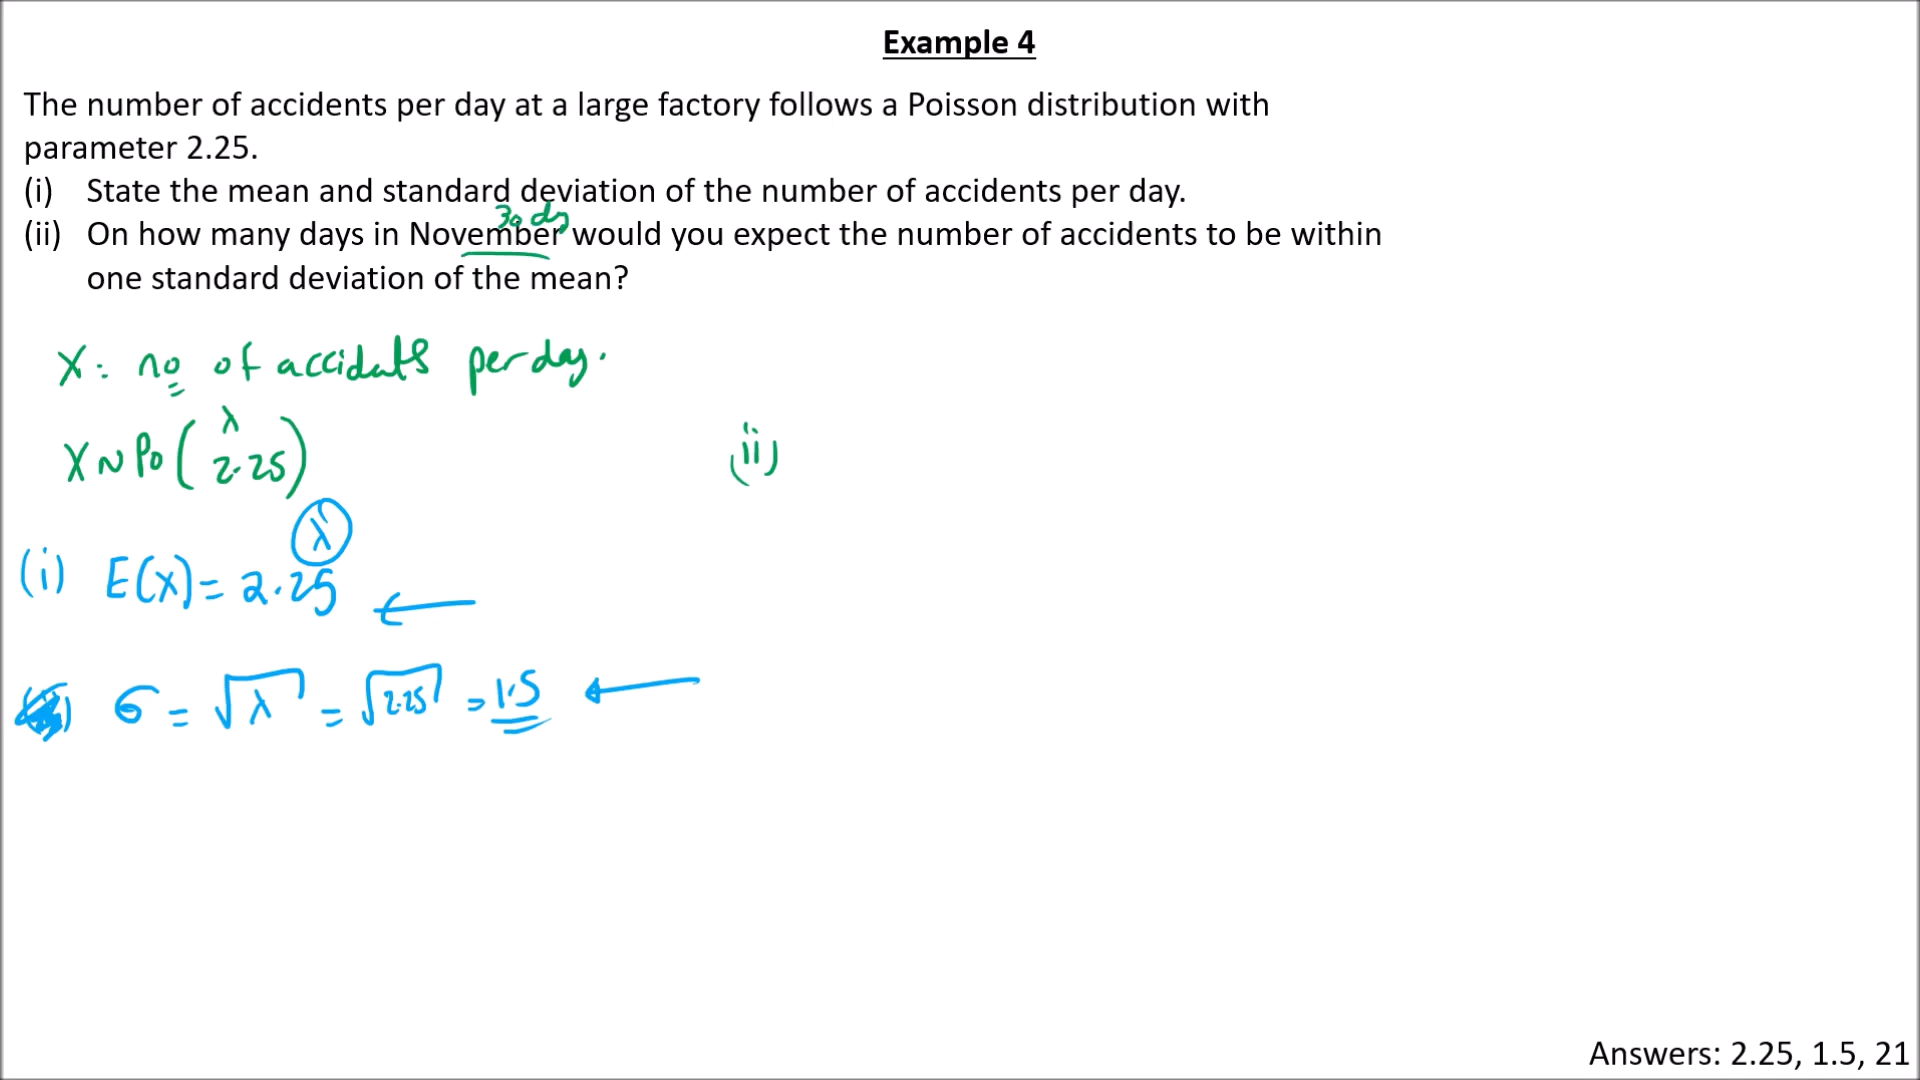 Example 4
The number of accidents per day at a large factory follows a Poisson distribution with
parameter 2.25.
(i) State the mean and standard deviation of the number of accidents per day.
30 day
(ii) On how many days in November would you expect the number of accidents to be within
one standard deviation of the mean?
X: no of accidats per day.
λ
X ~ Po(2.25)
(ii)
λ
(i) E(X) = 2.25
σ = √λ = √2.25 = 1.5
Answers: 2.25, 1.5, 21